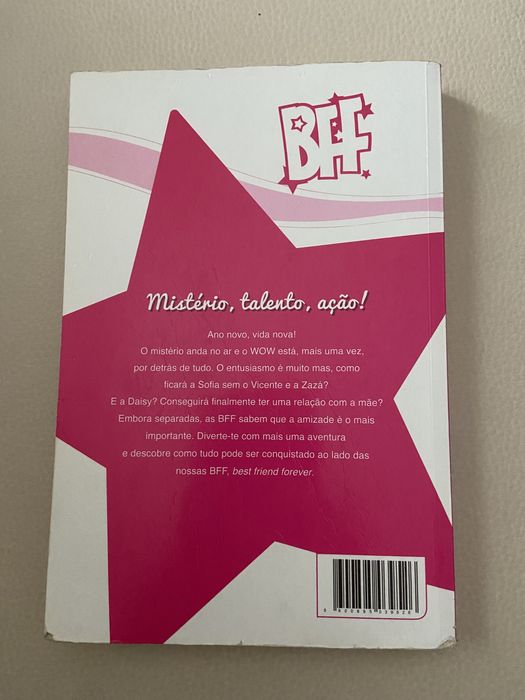 BFF
Mistério, talento, ação!
Ano novo, vida nova!
O mistério anda no ar e o WOW está, mais uma vez,
por detrás de tudo. O entusiasmo é muito mas, como
ficará a Sofia sem o Vicente e a Zazá?
E a Daisy? Conseguirá finalmente ter uma relação com a mãe?
Embora separadas, as BFF sabem que a amizade é o mais
importante. Diverte-te com mais uma aventura
e descobre como tudo pode ser conquistado ao lado das
nossas BFF, best friend forever.